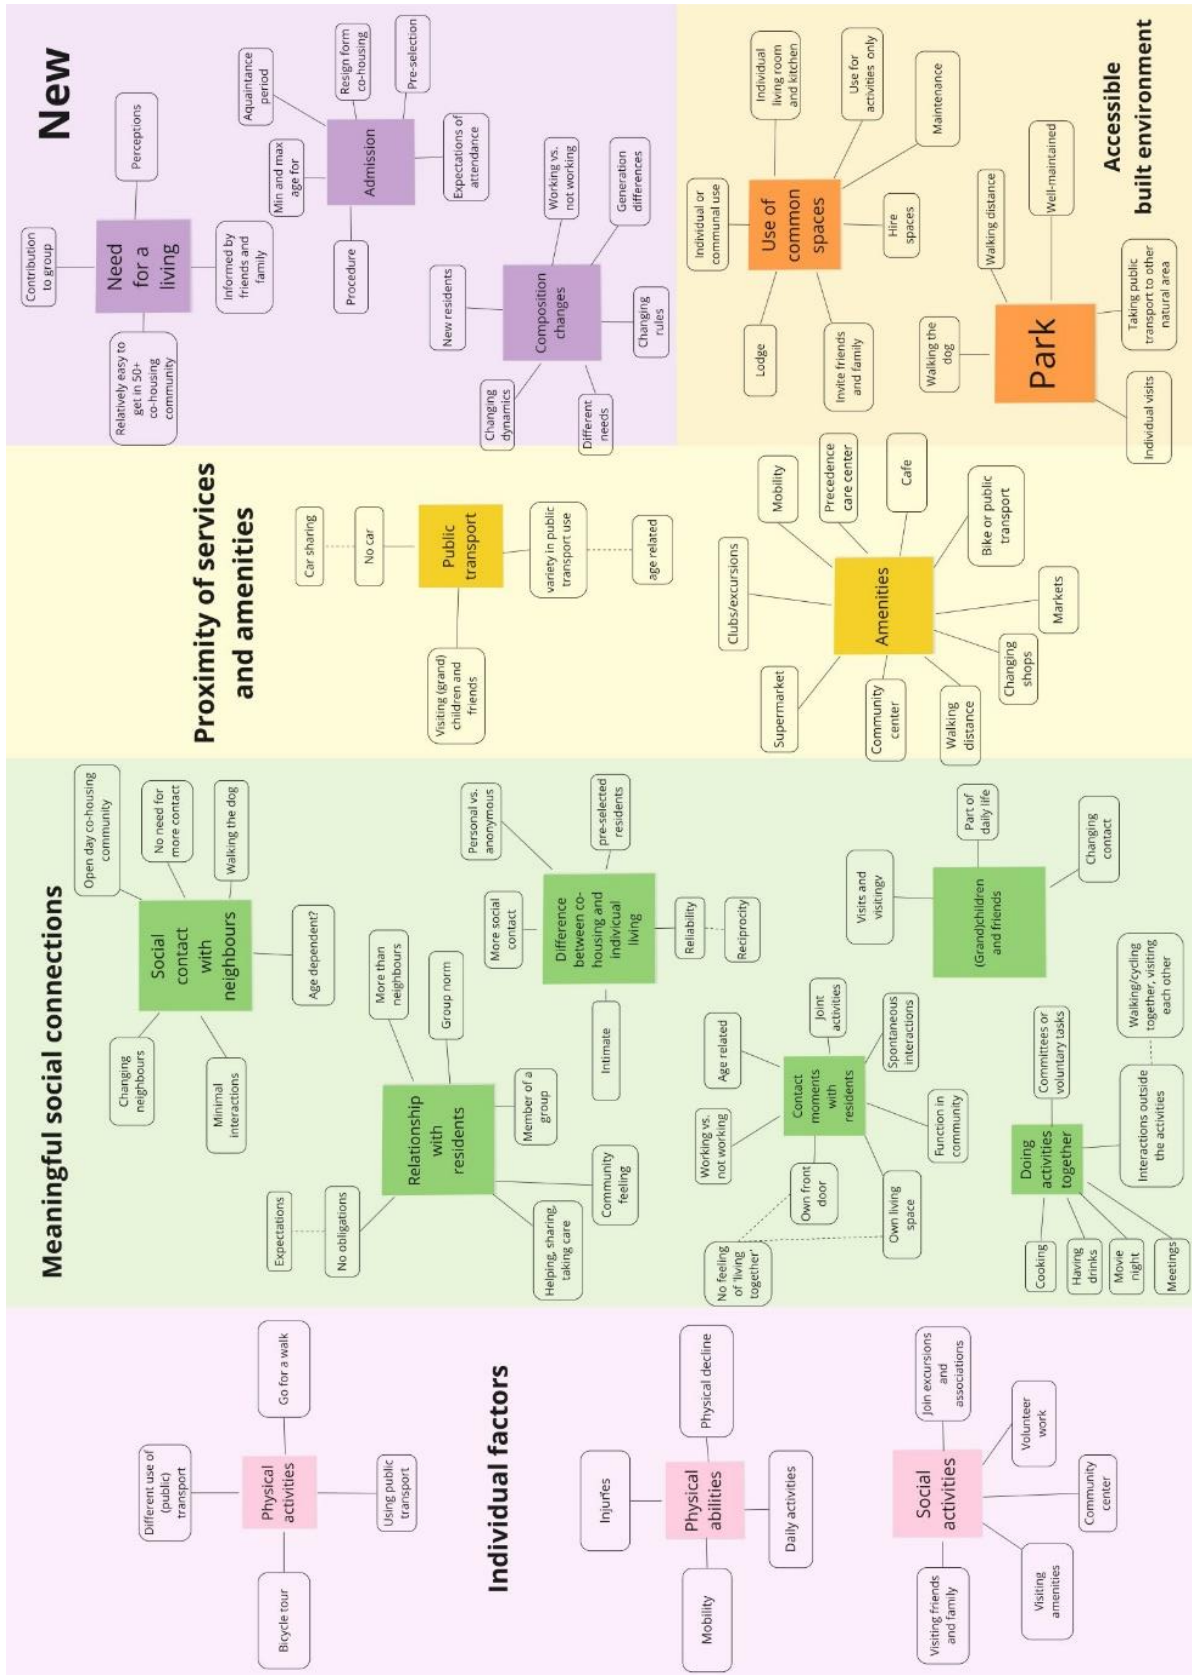 Individual factors
Different use of
(public)
transport
Bicycle tour
Physical
activities
Go for a walk
Using public
transport
Injuries
Mobility
Physical
abilities
Physical decline
Daily activities
Join excursions
and
associations
Social
activities
Volunteer
work
Visiting friends
and family
Visiting
amenities
Community
center
Meaningful social connections
Changing
neighbours
Minimal
interactions
Social
contact
with
neighbours
Open day co-housing
community
No need for
more contact
Walking the dog
Age dependent?
Expectations
No obligations
Relationship
with
residents
More than
neighbours
Group norm
Member of a
group
Helping, sharing,
taking care
Community
feeling
Personal vs.
anonymous
More social
contact
Difference
between co-
housing and
individual
living
pre-selected
residents
Intimate
Reliability
Reciprocity
Age related
Working vs.
not working
Contact
moments
with
residents
Joint
activities
Spontaneous
interactions
Own front
door
No feeling
of 'living
together'
Own living
space
Function in
community
Visits and
visitingv
(Grand)children
and friends
Part of
daily life
Changing
contact
Cooking
Having
drinks
Movie
night
Meetings
Doing
activities
together
Committees or
voluntary tasks
Interactions outside
the activities
Walking/cycling
together, visiting
each other
Proximity of services
and amenities
Car sharing
No car
Visiting (grand)
children and
friends
Public
transport
variety in public
transport use
age related
Clubs/excursions
Mobility
Supermarket
Precedence
care center
Amenities
Cafe
Community
center
Bike or public
transport
Walking
distance
Changing
shops
Markets
New
Contribution
to group
Relatively easy to
get in 50+
co-housing
community
Need
for a
living
Perceptions
Informed by
friends and
family
Aquaintance
period
Min and max
age for
Resign form
co-housing
Pre-selection
Procedure
Admission
Expectations of
attendance
New residents
Working vs.
not working
Changing
dynamics
Composition
changes
Generation
differences
Different
needs
Changing
rules
Accessible
built environment
Individual or
communal use
Individual
living room
and kitchen
Lodge
Use of
common
spaces
Use for
activities only
Maintenance
Invite friends
and family
Hire
spaces
Walking the
dog
Walking distance
Park
Well-maintained
Individual visits
Taking public
transport to other
natural area